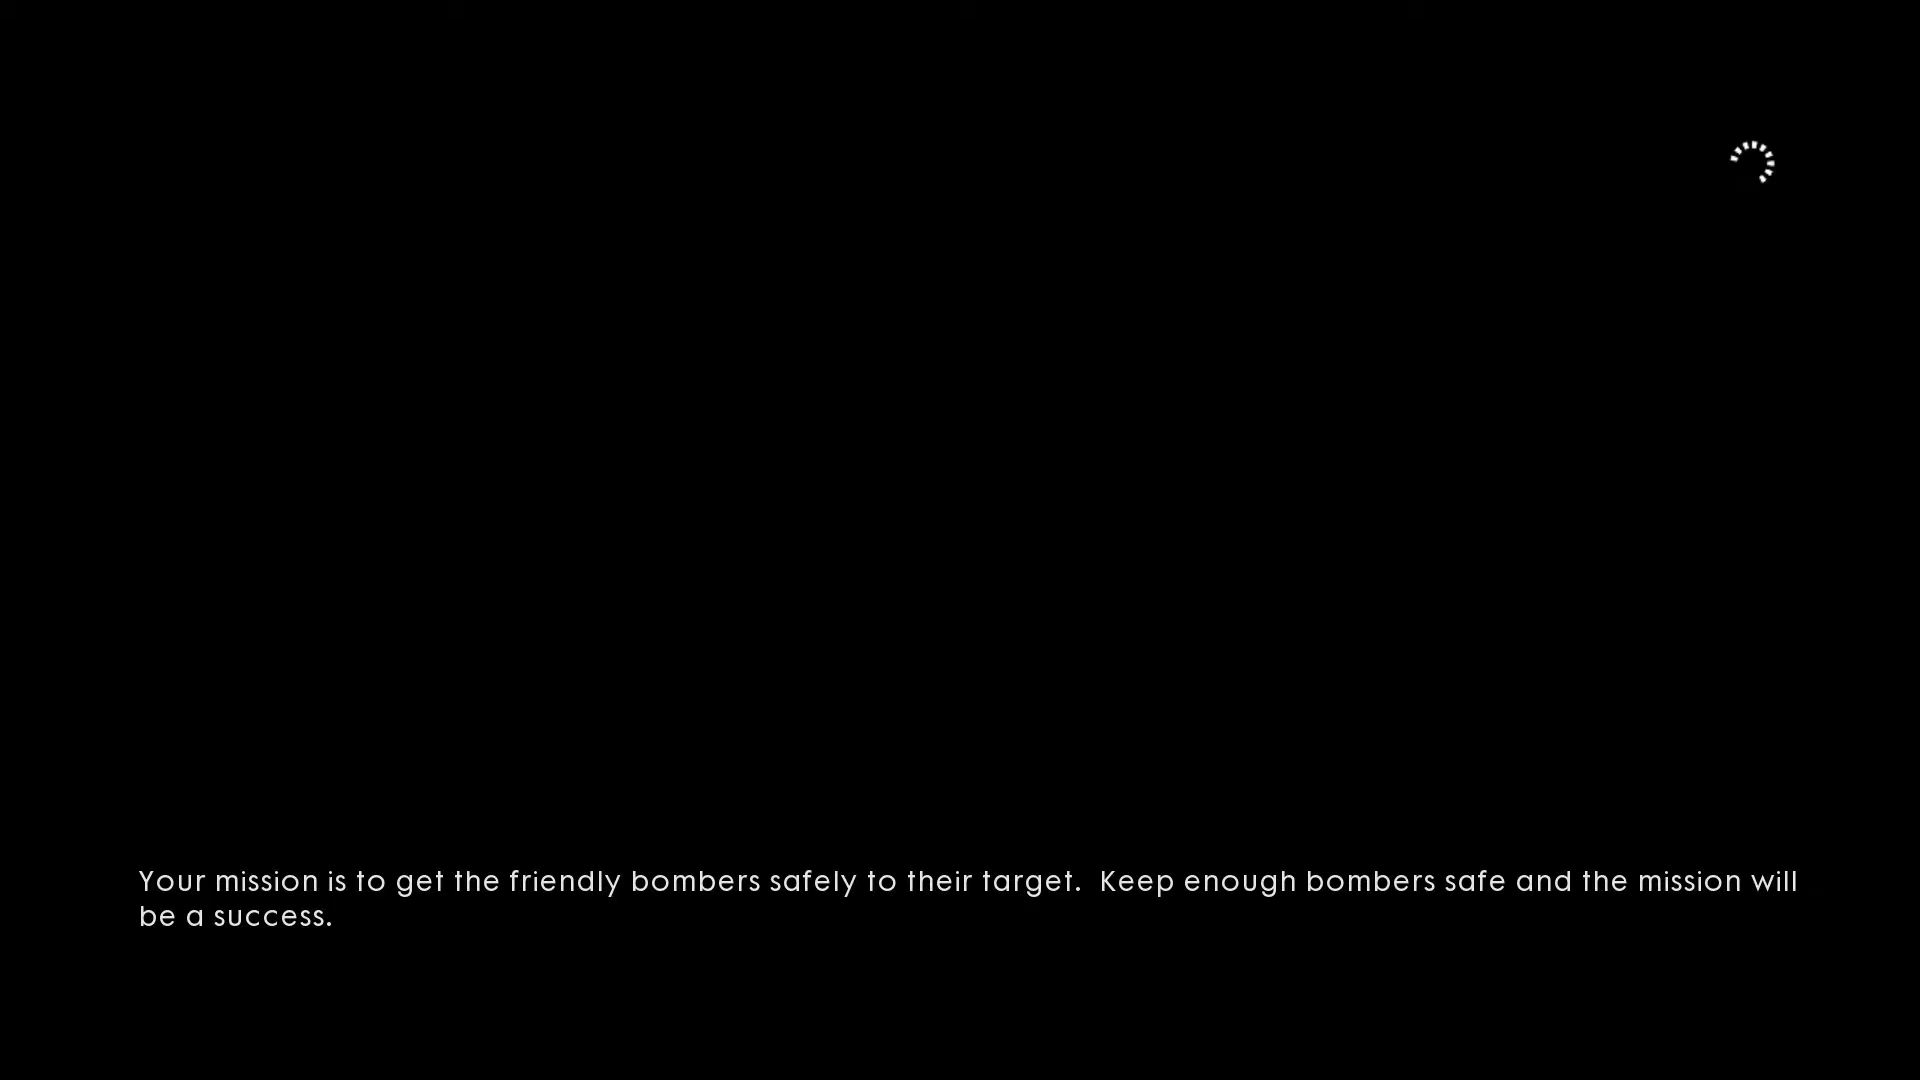 Your mission is to get the friendly bombers safely to their target.  Keep enough bombers safe and the mission will
be a success.